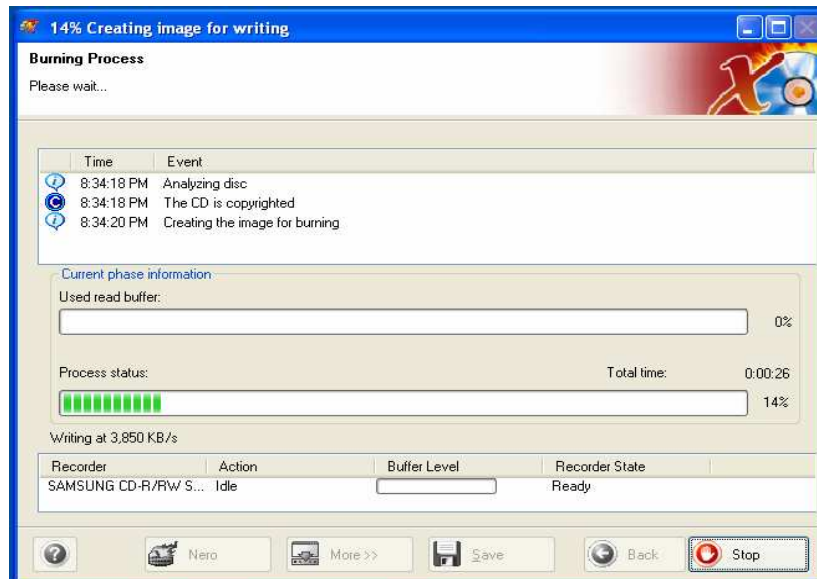 14% Creating image for writing
Burning Process
Please wait...
Time Event
8:34:18 PM Analyzing disc
8:34:18 PM The CD is copyrighted
8:34:20 PM Creating the image for burning
Current phase information
Used read buffer:
0%
Process status: Total time: 0:00:26
14%
Writing at 3,850 KB/s
Recorder Action Buffer Level Recorder State
SAMSUNG CD-R/RW S... Idle Ready
Nero More >> Save Back Stop